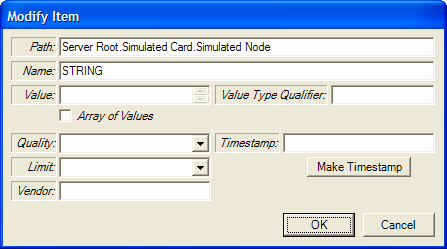 Modify Item
Path: Server Root.Simulated Card.Simulated Node
Name: STRING
Value: Value Type Qualifier:
Array of Values
Quality: Timestamp:
Limit: Make Timestamp
Vendor:
OK Cancel